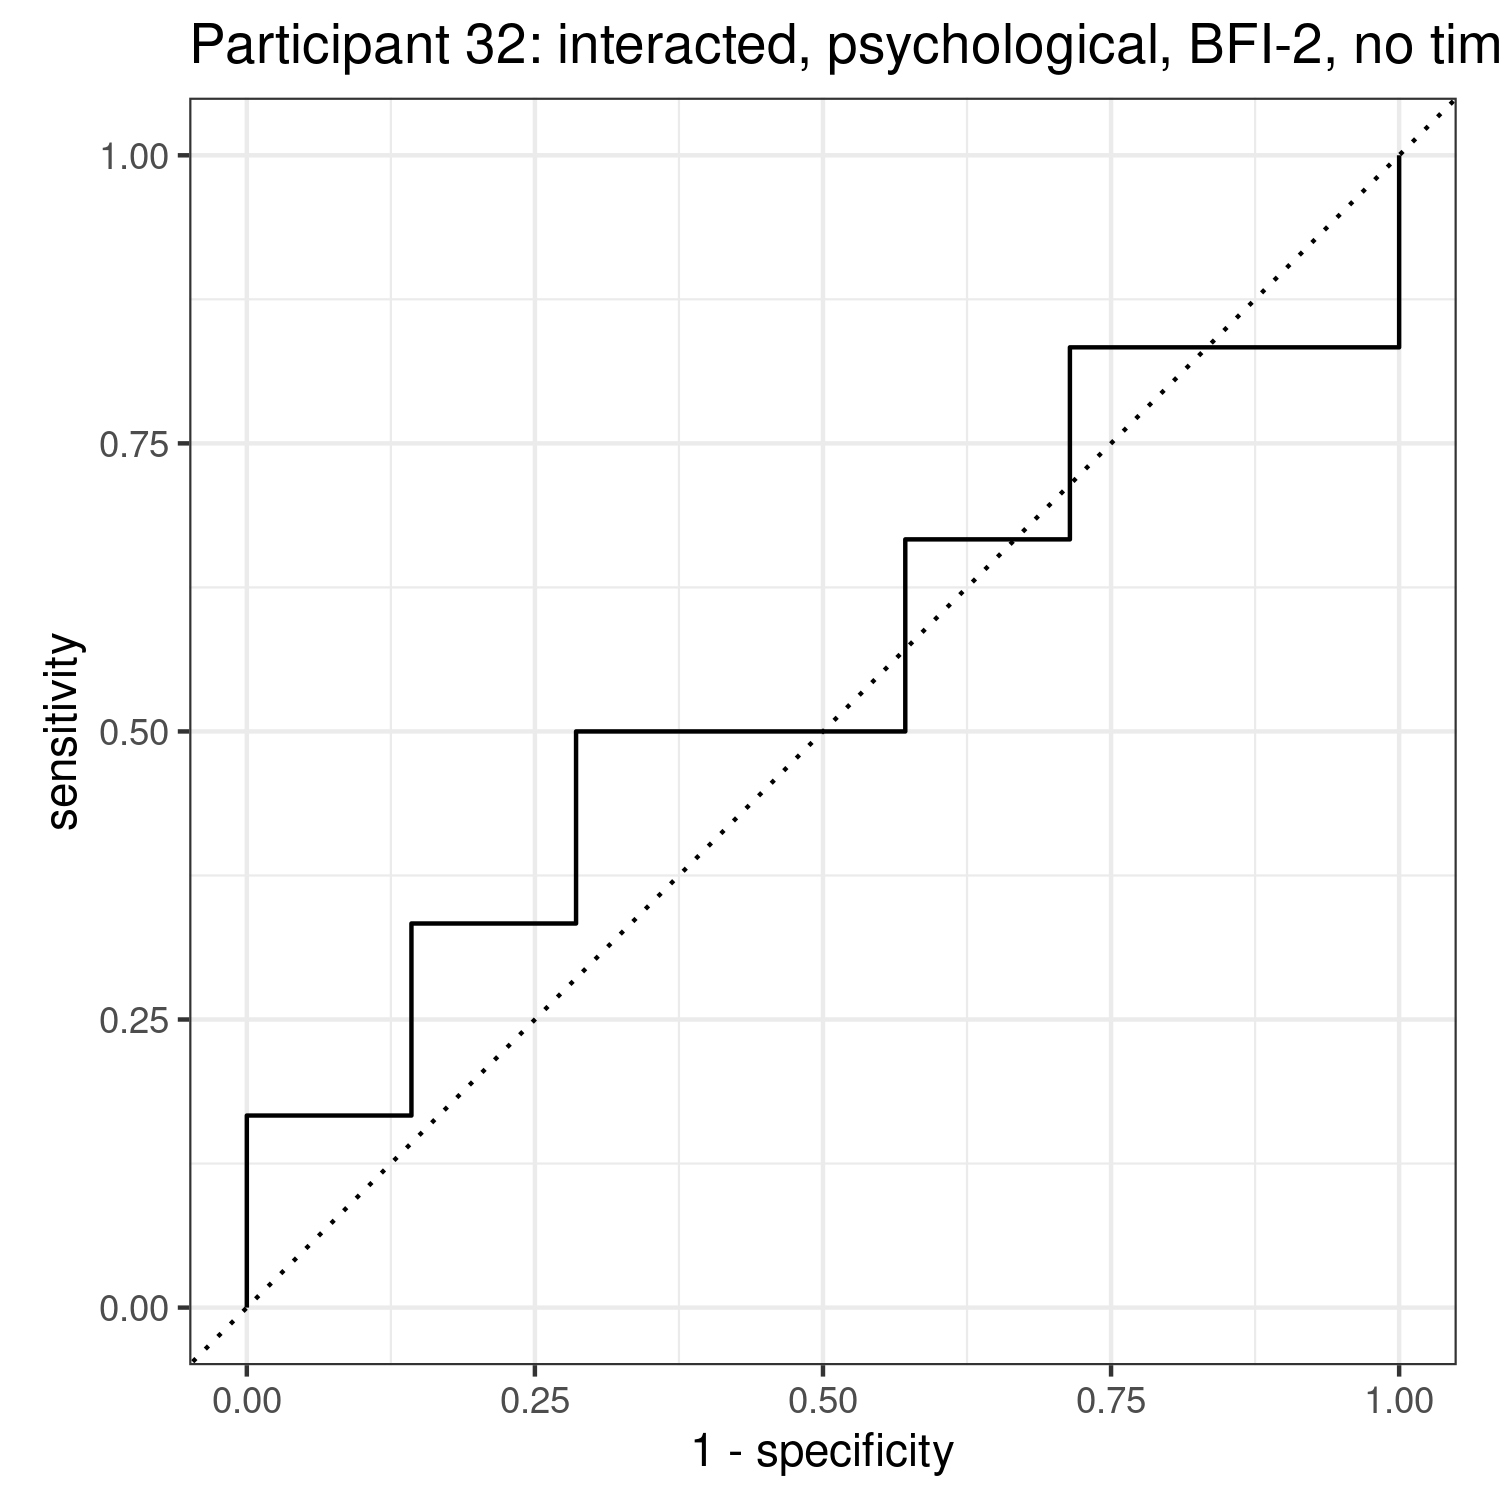 Participant 32: interacted, psychological, BFI-2, no tim
1.00
0.75
0.50
0.25
0.00
sensitivity
0.00 0.25 0.50 0.75 1.00
1 - specificity